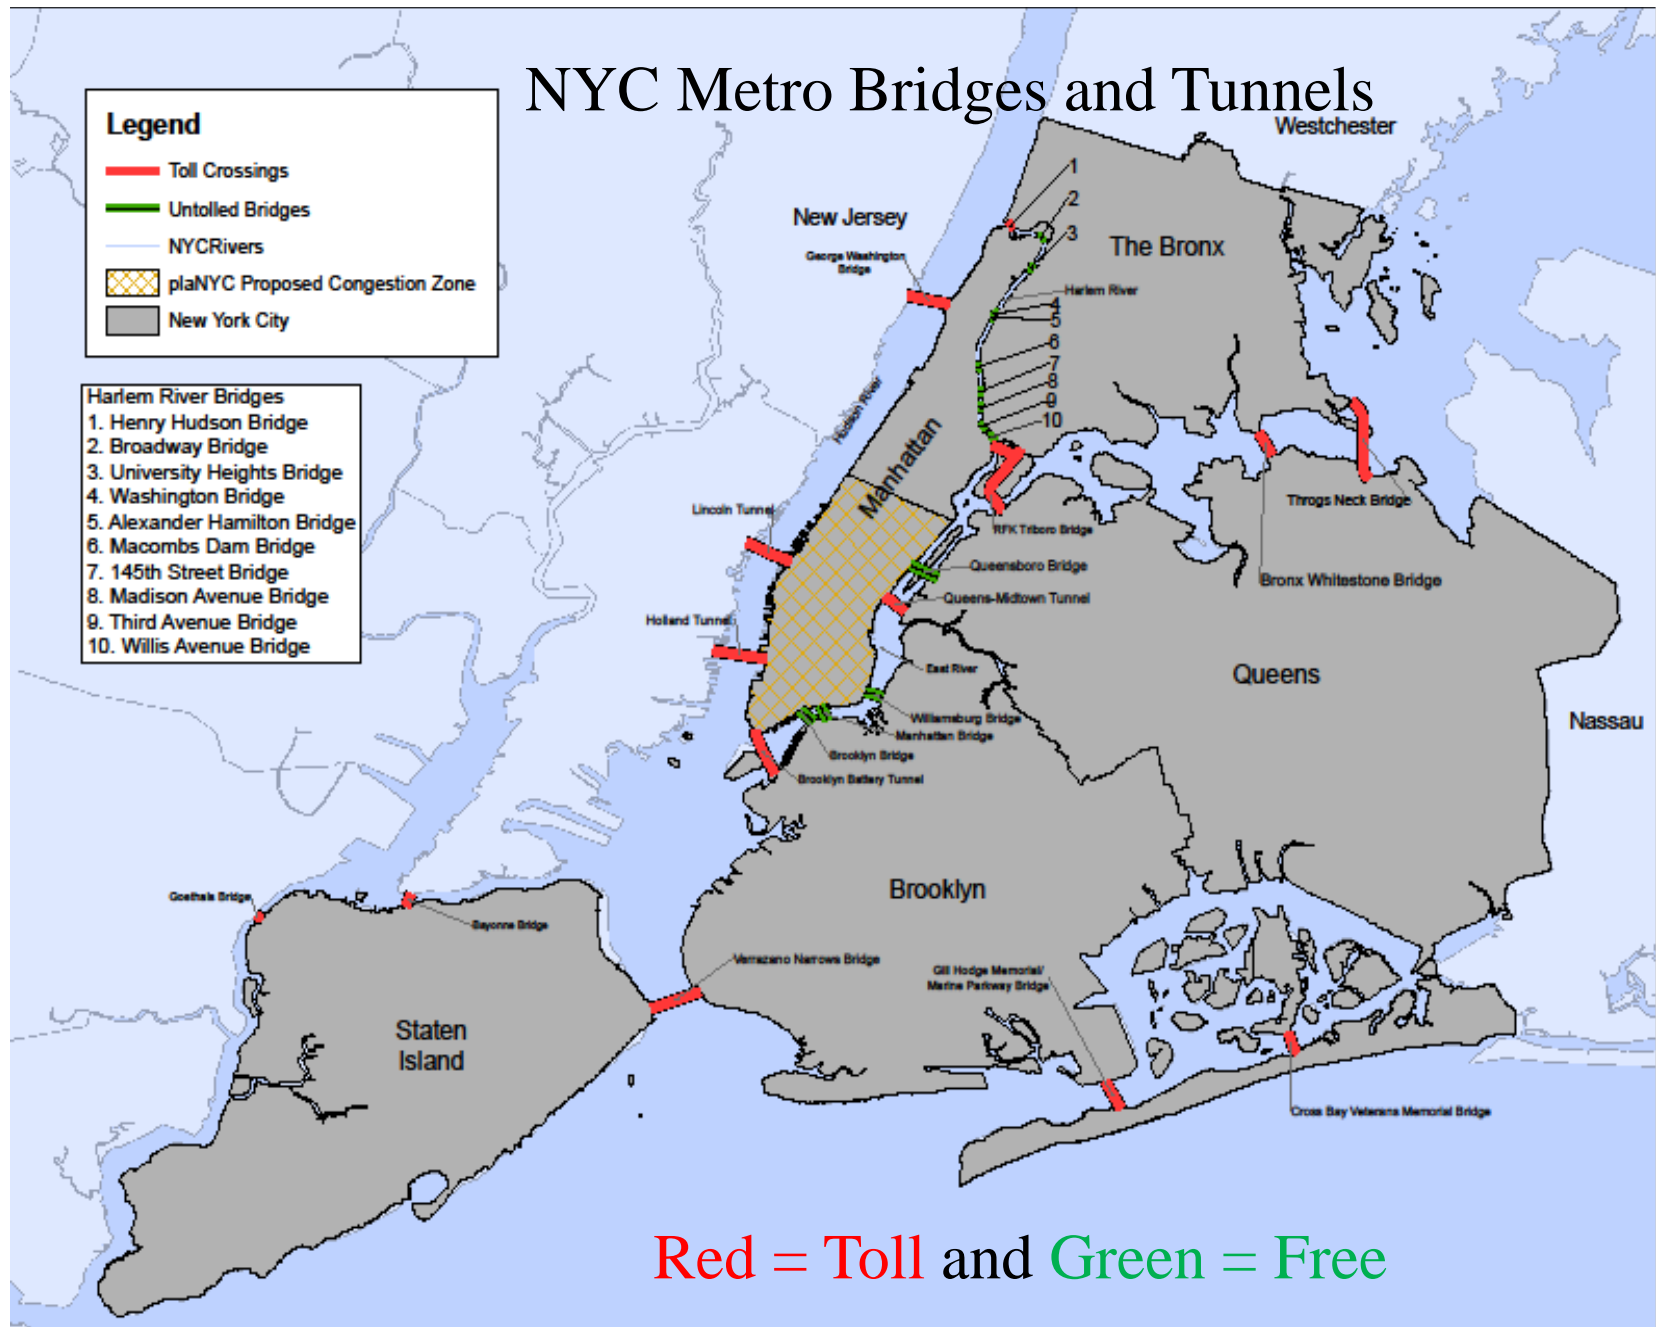 NYC Metro Bridges and Tunnels
Legend
Toll Crossings
Untolled Bridges
NYCRivers
plaNYC Proposed Congestion Zone
New York City
Harlem River Bridges
1. Henry Hudson Bridge
2. Broadway Bridge
3. University Heights Bridge
4. Washington Bridge
5. Alexander Hamilton Bridge
6. Macombs Dam Bridge
7. 145th Street Bridge
8. Madison Avenue Bridge
9. Third Avenue Bridge
10. Willis Avenue Bridge
Westchester
1
2
3
New Jersey
The Bronx
George Washington
Bridge
Harlem River
4
5
6
7
8
9
10
Hudson River
Manhattan
Lincoln Tunnel
Throgs Neck Bridge
RFK Triboro Bridge
Queensboro Bridge
Bronx Whitestone Bridge
Queens-Midtown Tunnel
Holland Tunnel
East River
Queens
Williamsburg Bridge
Manhattan Bridge
Nassau
Brooklyn Bridge
Brooklyn Battery Tunnel
Brooklyn
Goethals Bridge
Bayonne Bridge
Verrazano Narrows Bridge
Gill Hodge Memorial/
Marine Parkway Bridge
Staten
Island
Cross Bay Veterans Memorial Bridge
Red = Toll and Green = Free